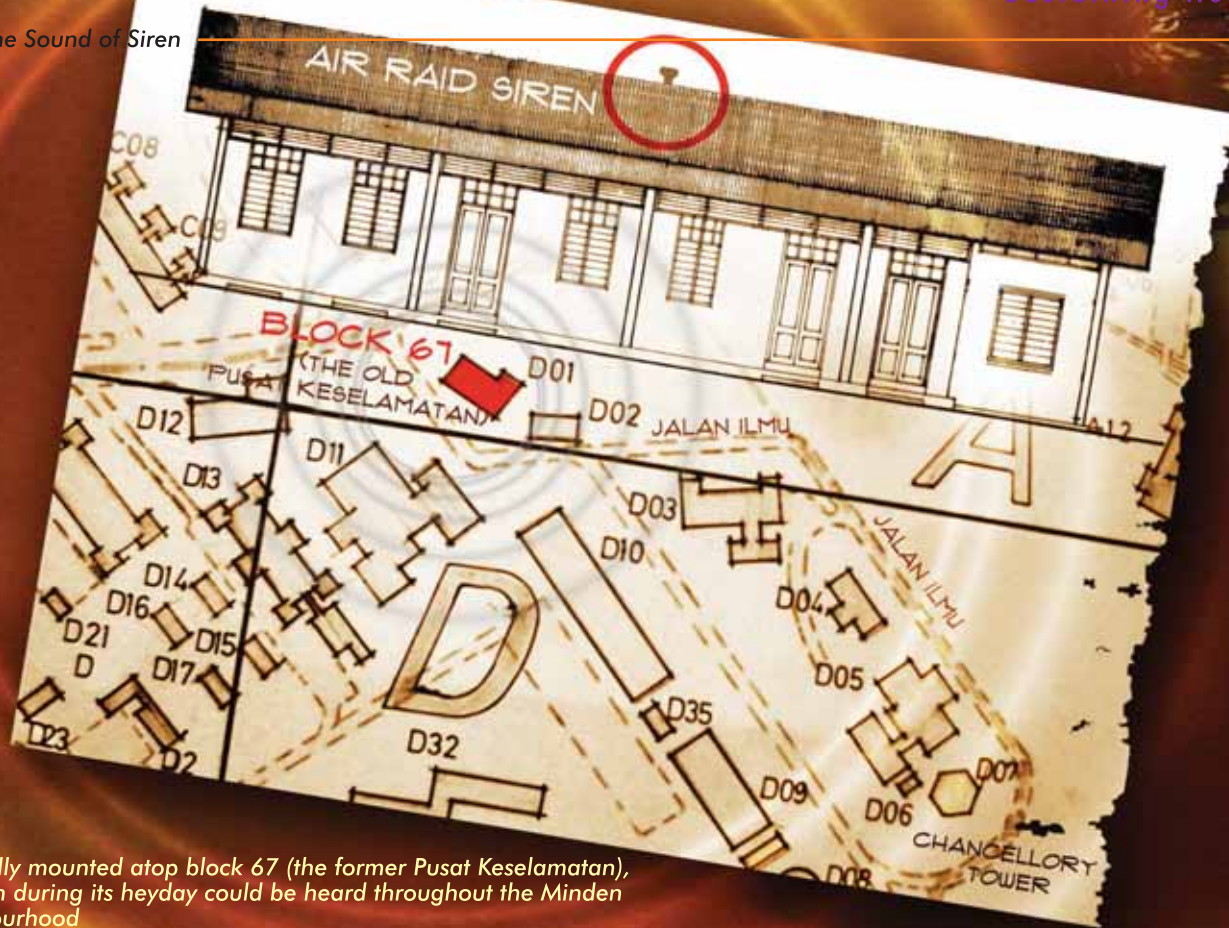 he Sound of Siren
AIR RAID SIREN
C08
C09
BLOCK 67
(THE OLD
PUSAT
KESELAMATAN)
D01
D02
JALAN ILMU
A
A12
D12
D11
D13
D03
D10
JALAN ILMU
D14
D16
D15
D04
D21
D
D17
D
D05
D35
D23
D2
D32
D09
D07
D06
CHANCELLORY
TOWER
D08
lly mounted atop block 67 (the former Pusat Keselamatan),
n during its heyday could be heard throughout the Minden
ourhood